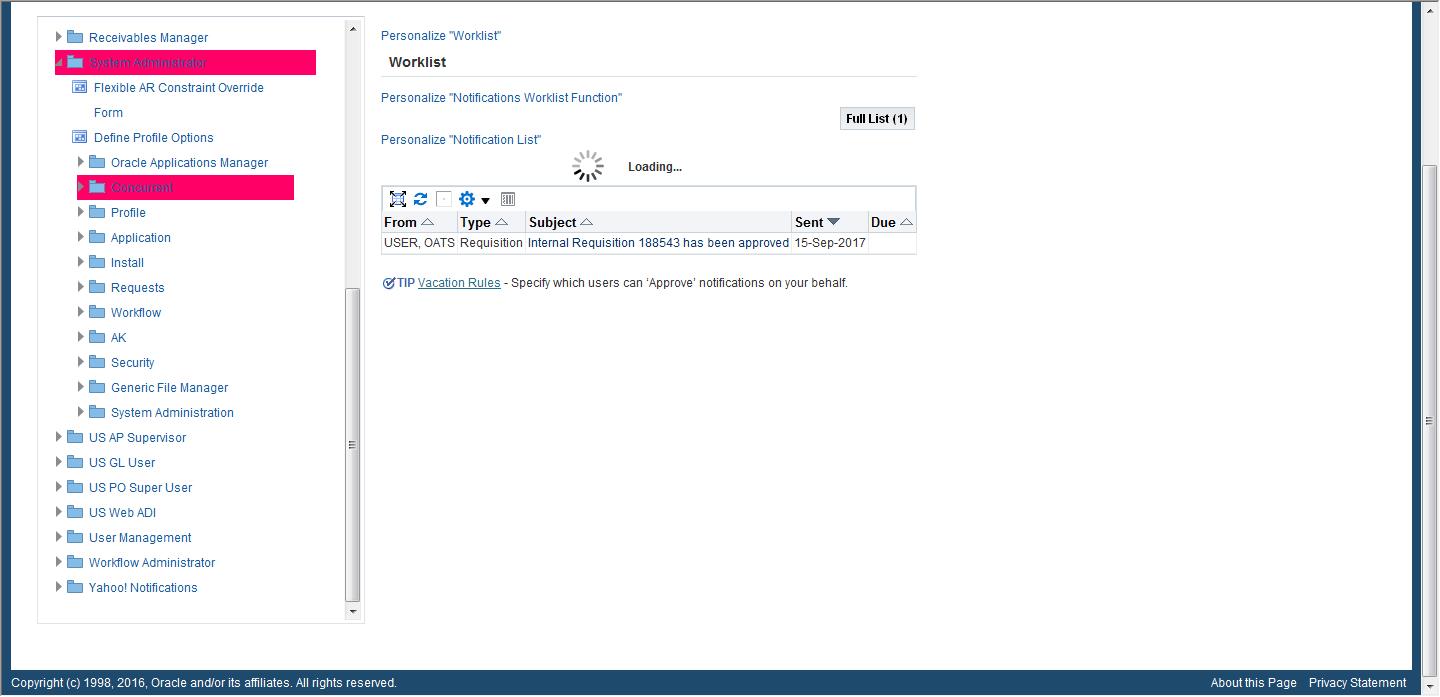 Receivables Manager
System Administrator
Flexible AR Constraint Override
Form
Define Profile Options
Oracle Applications Manager
Concurrent
Profile
Application
Install
Requests
Workflow
AK
Security
Generic File Manager
System Administration
US AP Supervisor
US GL User
US PO Super User
US Web ADI
User Management
Workflow Administrator
Yahoo! Notifications
Personalize "Worklist"
Worklist
Personalize "Notifications Worklist Function"
Full List (1)
Personalize "Notification List"
Loading...
From Type Subject Sent Due
USER, OATS Requisition Internal Requisition 188543 has been approved 15-Sep-2017
TIP Vacation Rules - Specify which users can ‘Approve’ notifications on your behalf.
Copyright (c) 1998, 2016, Oracle and/or its affiliates. All rights reserved.
About this Page Privacy Statement